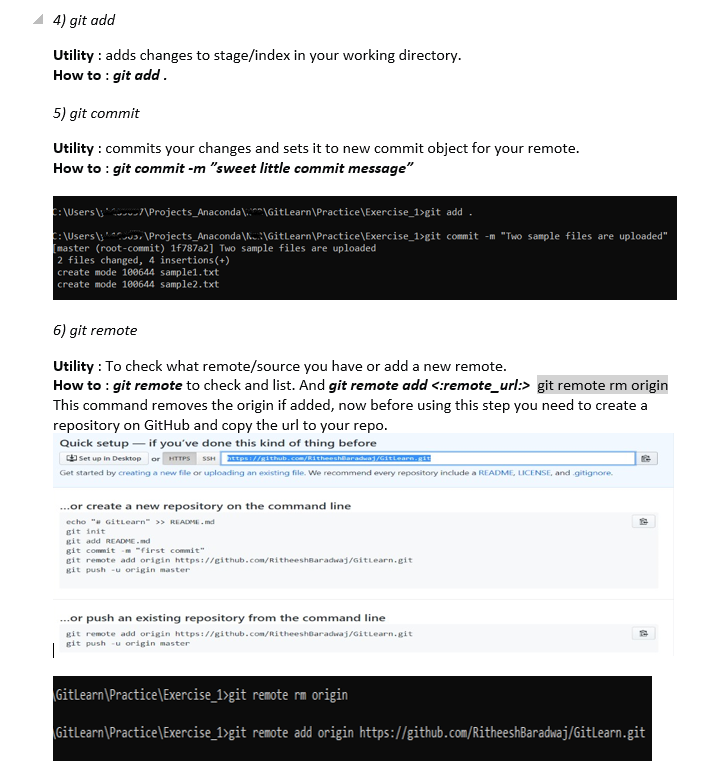 4) git add
Utility : adds changes to stage/index in your working directory.
How to : git add .
5) git commit
Utility : commits your changes and sets it to new commit object for your remote.
How to : git commit -m ”sweet little commit message”
C:\Users\ 7\Projects_Anaconda\ \GitLearn\Practice\Exercise_1>git add .
C:\Users\ \Projects_Anaconda\ \GitLearn\Practice\Exercise_1>git commit -m "Two sample files are uploaded"
[master (root-commit) 1f787a2] Two sample files are uploaded
2 files changed, 4 insertions(+)
create mode 100644 sample1.txt
create mode 100644 sample2.txt
6) git remote
Utility : To check what remote/source you have or add a new remote.
How to : git remote to check and list. And git remote add <:remote_url:> git remote rm origin
This command removes the origin if added, now before using this step you need to create a
repository on GitHub and copy the url to your repo.
Quick setup — if you've done this kind of thing before
Set up in Desktop or HTTPS SSH https://github.com/RitheeshBaradwaj/GitLearn.git
Get started by creating a new file or uploading an existing file. We recommend every repository include a README, LICENSE, and .gitignore.
...or create a new repository on the command line
echo "# GitLearn" >> README.md
git init
git add README.md
git commit -m "first commit"
git remote add origin https://github.com/RitheeshBaradwaj/GitLearn.git
git push -u origin master
...or push an existing repository from the command line
git remote add origin https://github.com/RitheeshBaradwaj/GitLearn.git
git push -u origin master
\GitLearn\Practice\Exercise_1>git remote rm origin
\GitLearn\Practice\Exercise_1>git remote add origin https://github.com/RitheeshBaradwaj/GitLearn.git